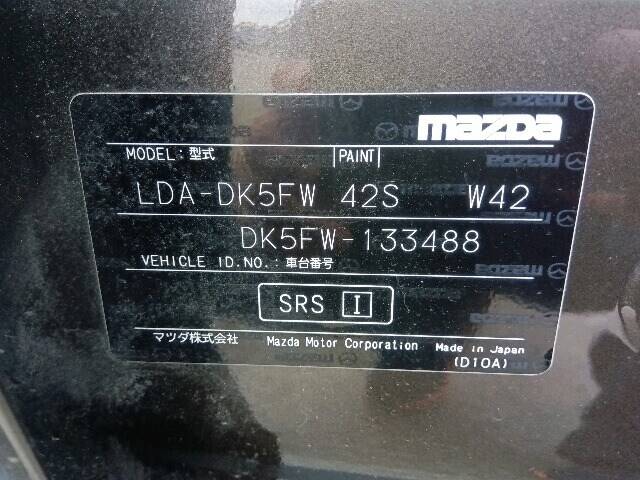 mazda
MODEL : 型式 |PAINT|
LDA-DK5FW 42S W42
DK5FW-133488
VEHICLE ID.NO.: 車台番号
SRS I
マツダ株式会社 Mazda Motor Corporation Made in Japan
(D10A)